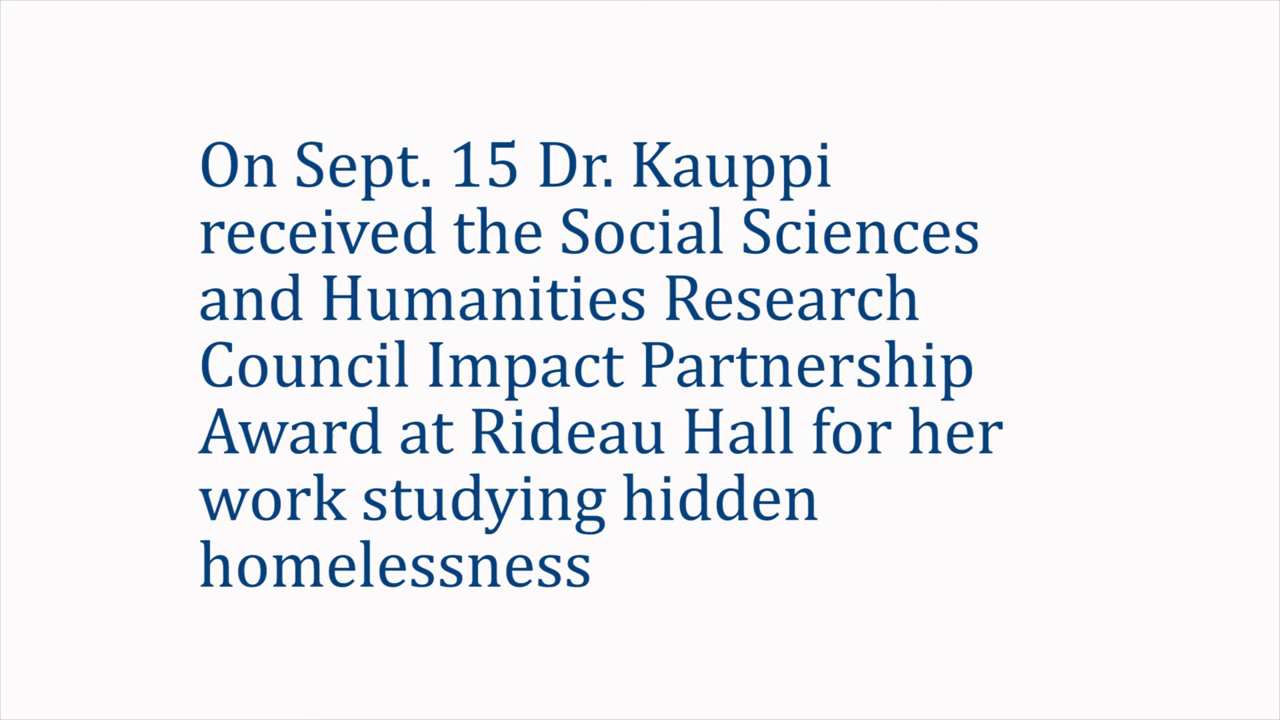 On Sept. 15 Dr. Kauppi
received the Social Sciences
and Humanities Research
Council Impact Partnership
Award at Rideau Hall for her
work studying hidden
homelessness